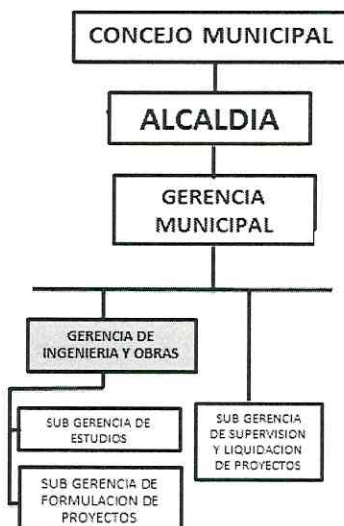 CONCEJO MUNICIPAL
ALCALDIA
GERENCIA
MUNICIPAL
GERENCIA DE
INGENIERIA Y OBRAS
SUB GERENCIA DE
ESTUDIOS
SUB GERENCIA DE
FORMULACION DE
PROYECTOS
SUB GERENCIA
DE SUPERVISION
Y LIQUIDACION
DE PROYECTOS